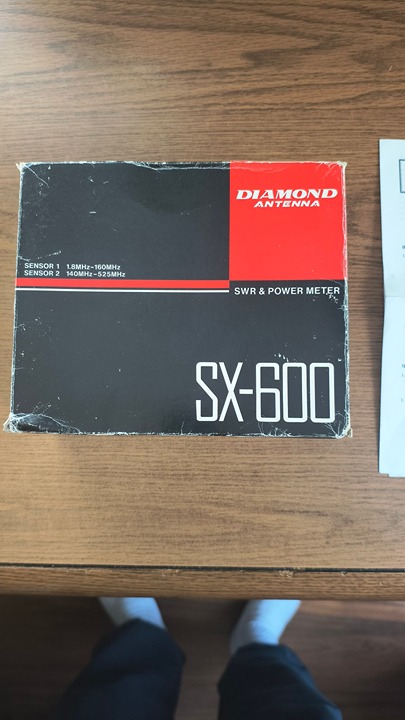 DIAMOND
ANTENNA
SENSOR 1 1.8MHz-160MHz
SENSOR 2 140MHz-525MHz
SWR & POWER METER
SX-600